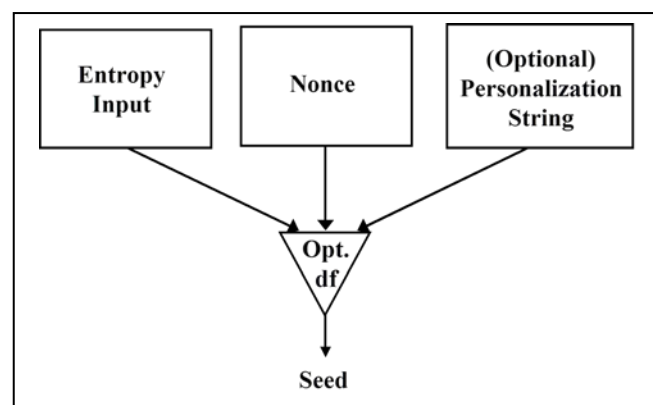 Entropy
Input
Nonce
(Optional)
Personalization
String
Opt.
df
Seed